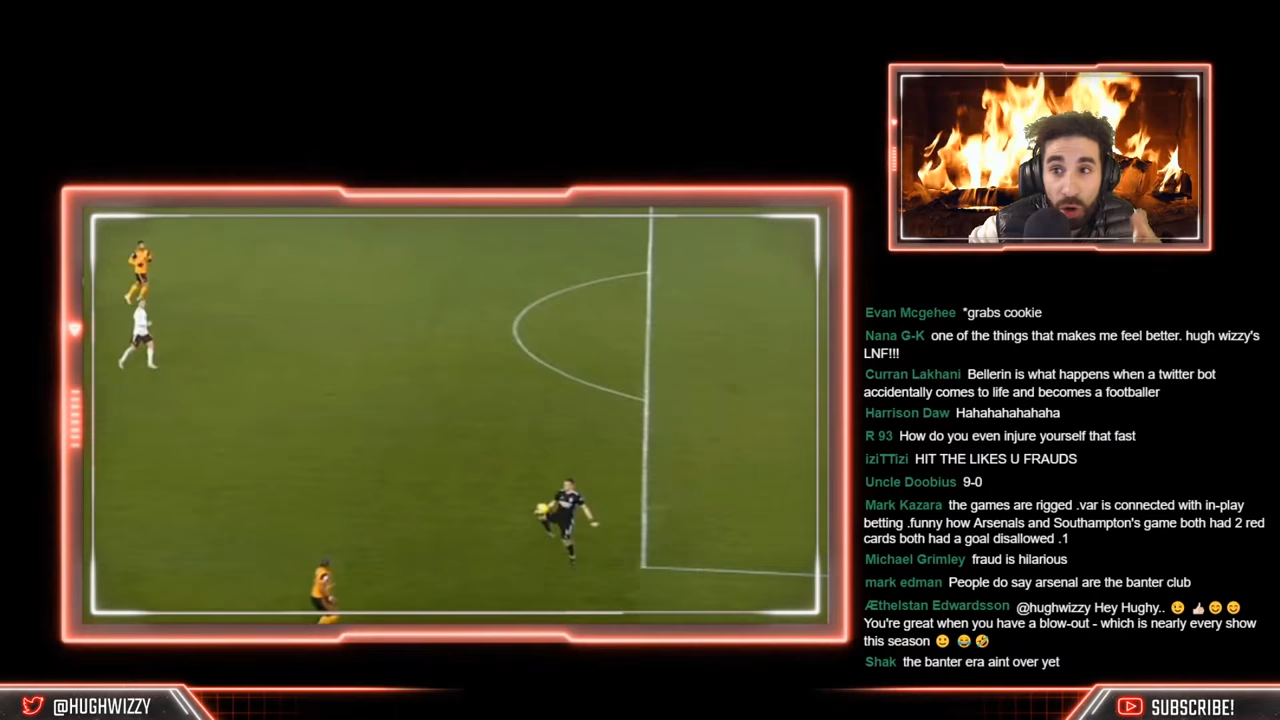 Evan Mcgehee *grabs cookie
Nana G-K one of the things that makes me feel better. hugh wizzy's
LNF!!!
Curran Lakhani Bellerin is what happens when a twitter bot
accidentally comes to life and becomes a footballer
Harrison Daw Hahahahahahaha
R 93 How do you even injure yourself that fast
iziTTizi HIT THE LIKES U FRAUDS
Uncle Doobius 9-0
Mark Kazara the games are rigged .var is connected with in-play
betting .funny how Arsenals and Southampton's game both had 2 red
cards both had a goal disallowed .1
Michael Grimley fraud is hilarious
mark edman People do say arsenal are the banter club
Æthelstan Edwardsson @hughwizzy Hey Hughy.. 😉 👍🏻 😊 😊
You're great when you have a blow-out - which is nearly every show
this season 🙂 😂 🤣
Shak the banter era aint over yet
@HUGHWIZZY
SUBSCRIBE!